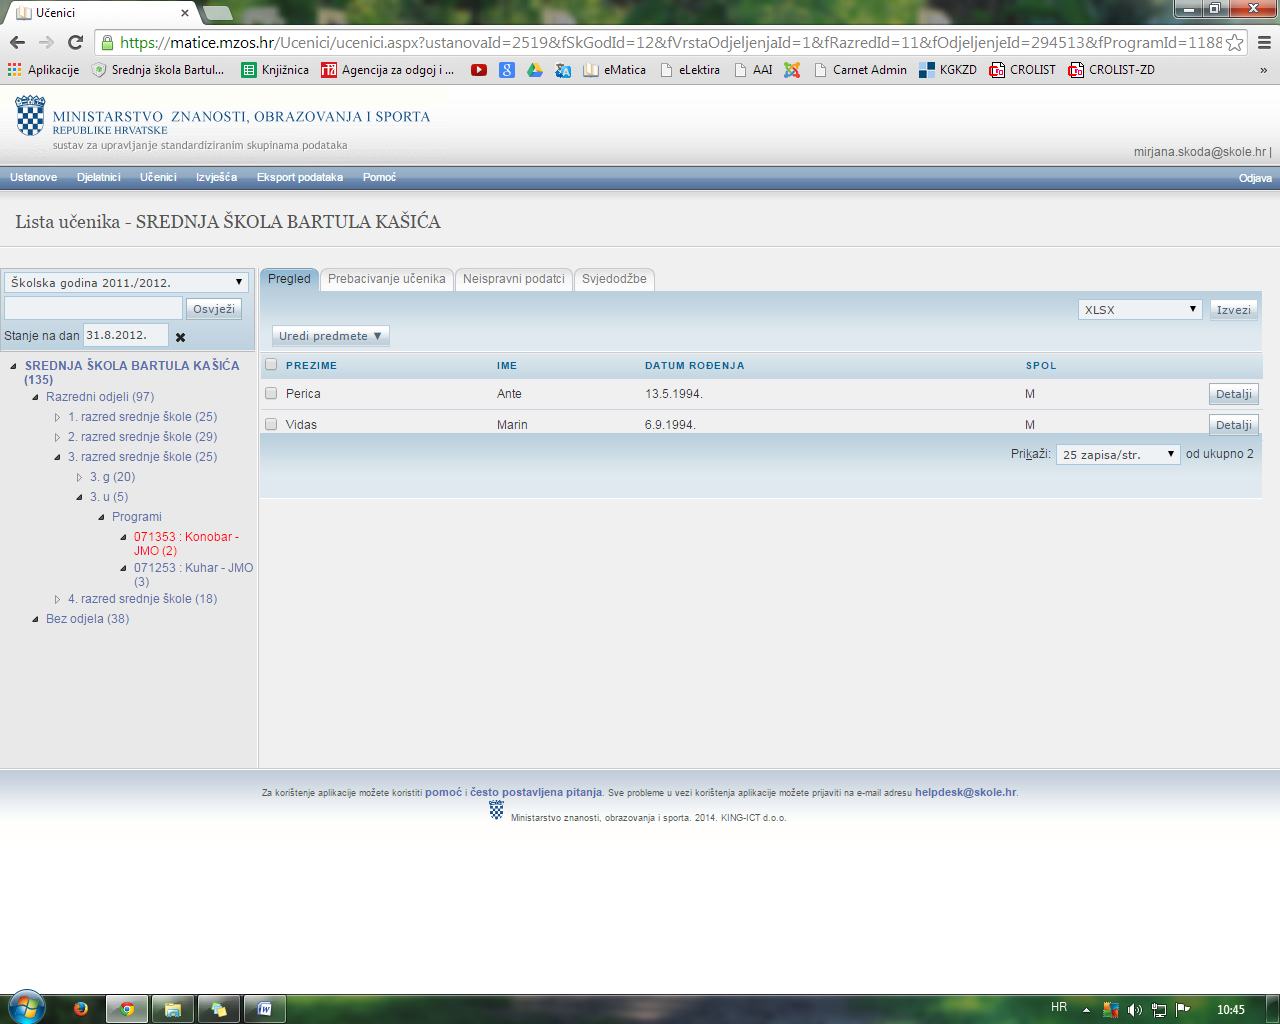 Učenici
https://matice.mzos.hr/Ucenici/ucenici.aspx?ustanovaId=2519&fSkGodId=12&fVrstaOdjeljenjaId=1&fRazredId=11&fOdjeljenjeId=294513&fProgramId=1188
Aplikacije Srednja škola Bartul... Knjižnica Agencija za odgoj i ... eMatica eLektira AAI Carnet Admin KGKZD CROLIST CROLIST-ZD »
MINISTARSTVO ZNANOSTI, OBRAZOVANJA I SPORTA
REPUBLIKE HRVATSKE
sustav za upravljanje standardiziranim skupinama podataka
mirjana.skoda@skole.hr |
Ustanove Djelatnici Učenici Izvješća Eksport podataka Pomoć Odjava
Lista učenika - SREDNJA ŠKOLA BARTULA KAŠIĆA
Školska godina 2011./2012.
Osvježi
Stanje na dan 31.8.2012.
SREDNJA ŠKOLA BARTULA KAŠIĆA
(135)
Razredni odjeli (97)
1. razred srednje škole (25)
2. razred srednje škole (29)
3. razred srednje škole (25)
3. g (20)
3. u (5)
Programi
071353 : Konobar -
JMO (2)
071253 : Kuhar - JMO
(3)
4. razred srednje škole (18)
Bez odjela (38)
Pregled Prebacivanje učenika Neispravni podatci Svjedodžbe
XLSX Izvezi
Uredi predmete ▼
PREZIME IME DATUM ROĐENJA SPOL
Perica Ante 13.5.1994. M Detalji
Vidas Marin 6.9.1994. M Detalji
Prikaži: 25 zapisa/str. od ukupno 2
Za korištenje aplikacije možete koristiti pomoć i često postavljena pitanja. Sve probleme u vezi korištenja aplikacije možete prijaviti na e-mail adresu helpdesk@skole.hr.
Ministarstvo znanosti, obrazovanja i sporta. 2014. KING-ICT d.o.o.
HR 10:45